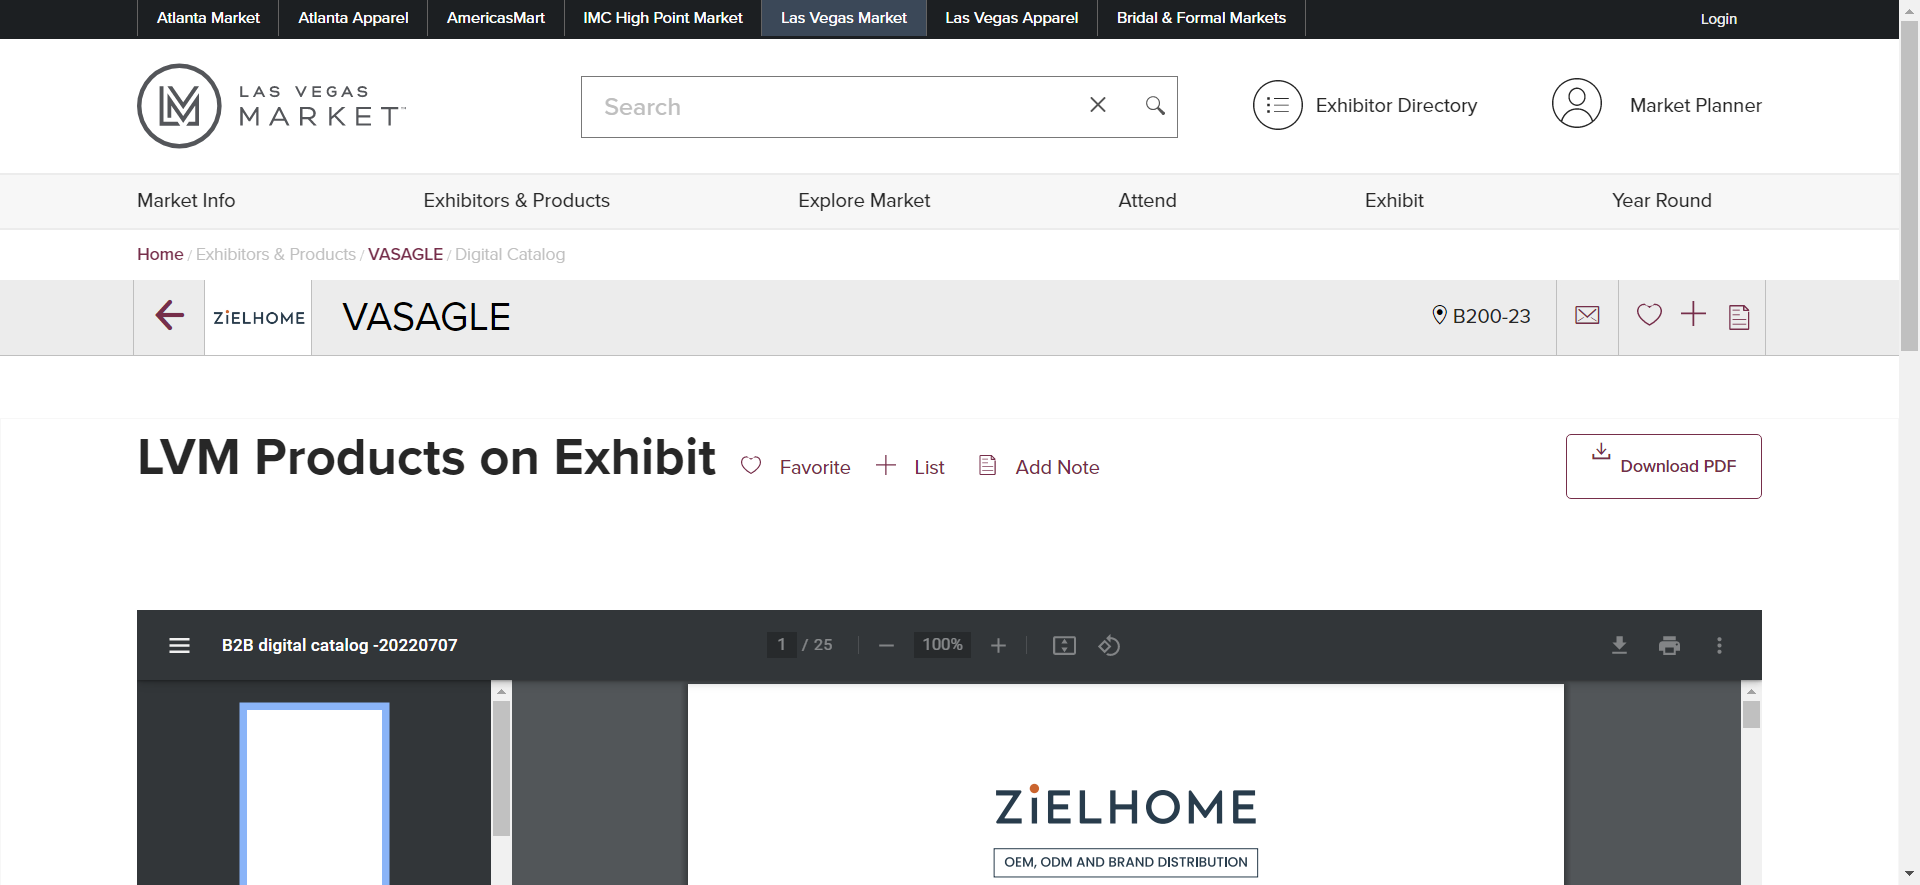 Atlanta Market
Atlanta Apparel
AmericasMart
IMC High Point Market
Las Vegas Market
Las Vegas Apparel
Bridal & Formal Markets
Login
LAS VEGAS
MARKET™
Search
Exhibitor Directory
Market Planner
Market Info
Exhibitors & Products
Explore Market
Attend
Exhibit
Year Round
Home / Exhibitors & Products / VASAGLE / Digital Catalog
ZiELHOME
VASAGLE
B200-23
LVM Products on Exhibit
Favorite
List
Add Note
Download PDF
B2B digital catalog -20220707
1 / 25
100%
ZiELHOME
OEM, ODM AND BRAND DISTRIBUTION